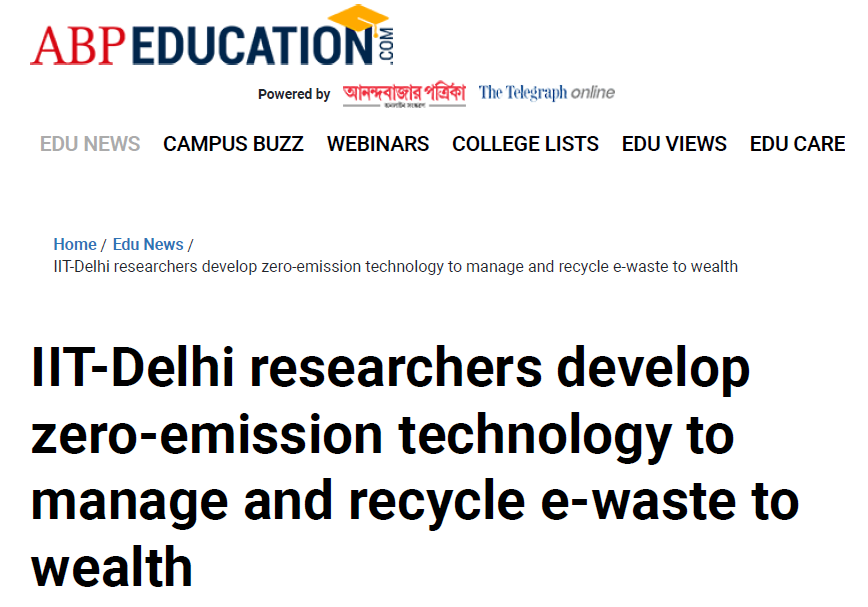 ABPEDUCATION.COM
Powered by আনন্দবাজার পত্রিকা The Telegraph online
EDU NEWS CAMPUS BUZZ WEBINARS COLLEGE LISTS EDU VIEWS EDU CARE
Home / Edu News /
IIT-Delhi researchers develop zero-emission technology to manage and recycle e-waste to wealth
IIT-Delhi researchers develop
zero-emission technology to
manage and recycle e-waste to
wealth